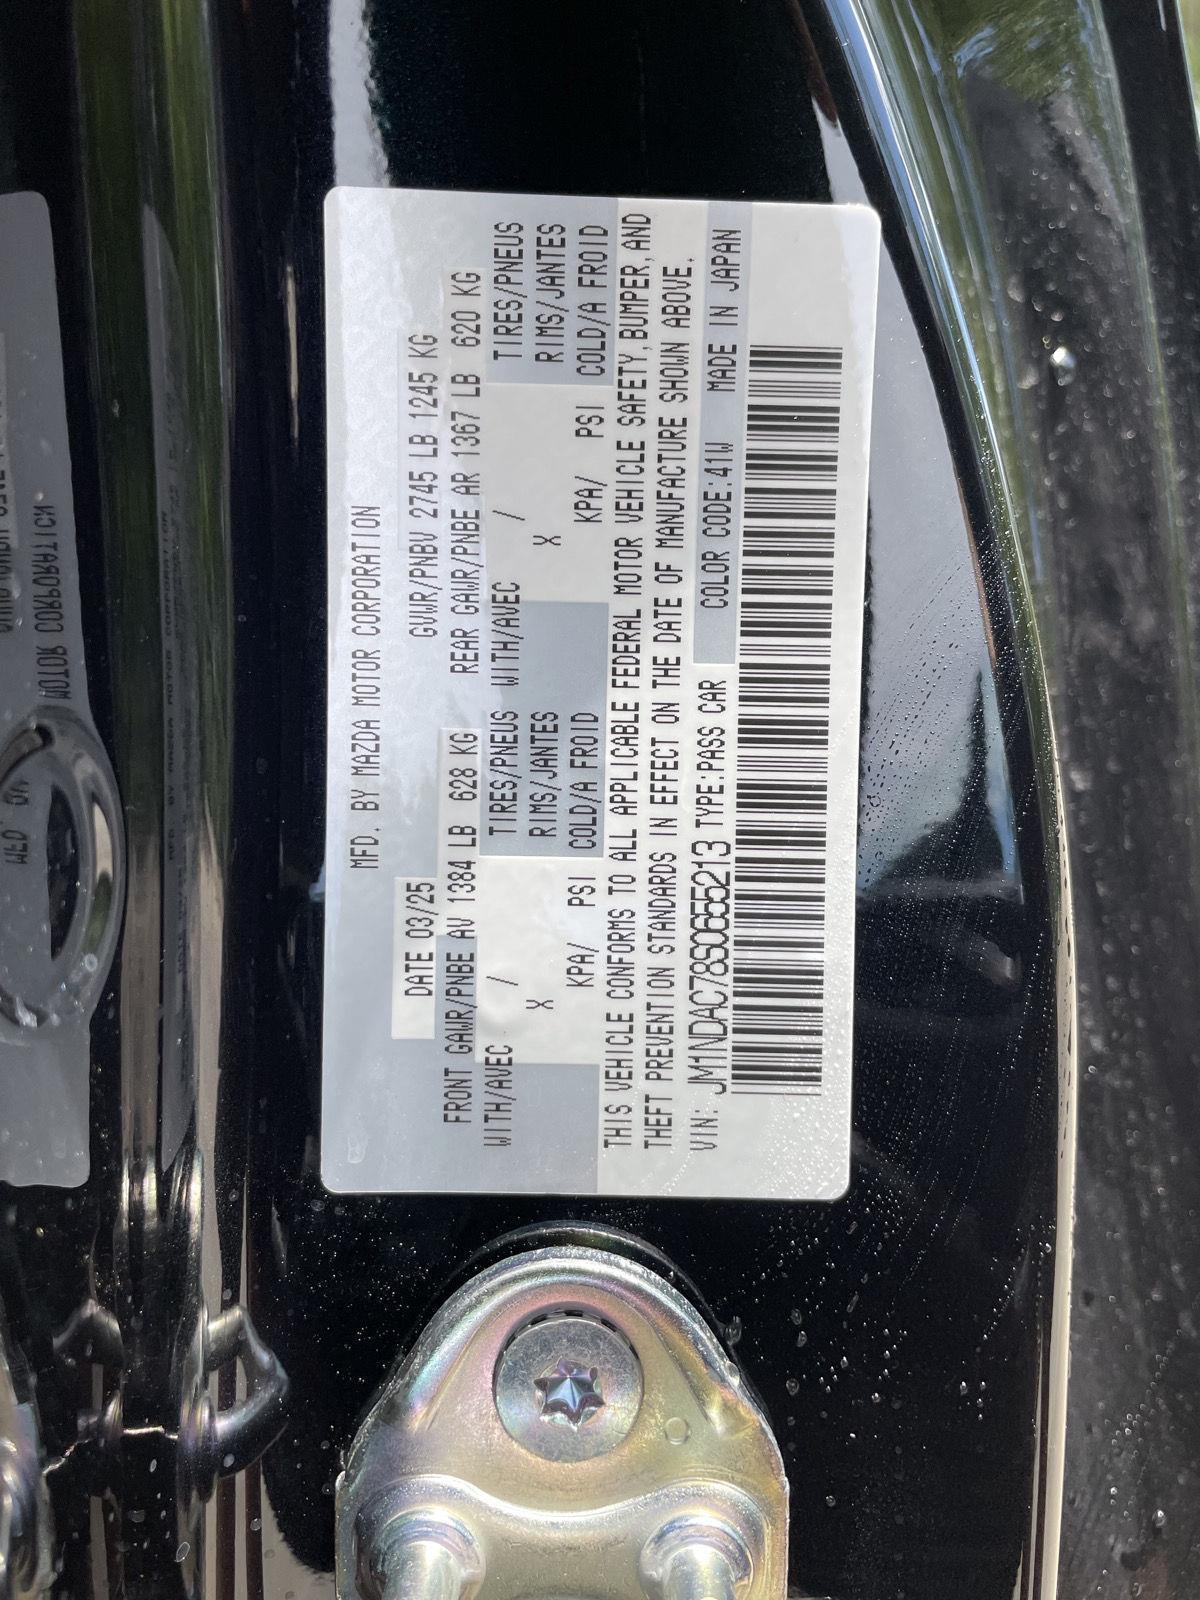 MFD. BY MAZDA MOTOR CORPORATION
DATE 03/25 GVWR/PNBV 2745 LB 1245 KG
FRONT GAWR/PNBE AV 1384 LB 628 KG REAR GAWR/PNBE AR 1367 LB 620 KG
WITH/AVEC / TIRES/PNEUS WITH/AVEC / TIRES/PNEUS
X RIMS/JANTES X RIMS/JANTES
KPA/ PSI COLD/A FROID KPA/ PSI COLD/A FROID
THIS VEHICLE CONFORMS TO ALL APPLICABLE FEDERAL MOTOR VEHICLE SAFETY, BUMPER, AND
THEFT PREVENTION STANDARDS IN EFFECT ON THE DATE OF MANUFACTURE SHOWN ABOVE.
VIN: JM1NDAC78S0655213 TYPE:PASS CAR COLOR CODE:41W MADE IN JAPAN
MOTOR CORPORATION